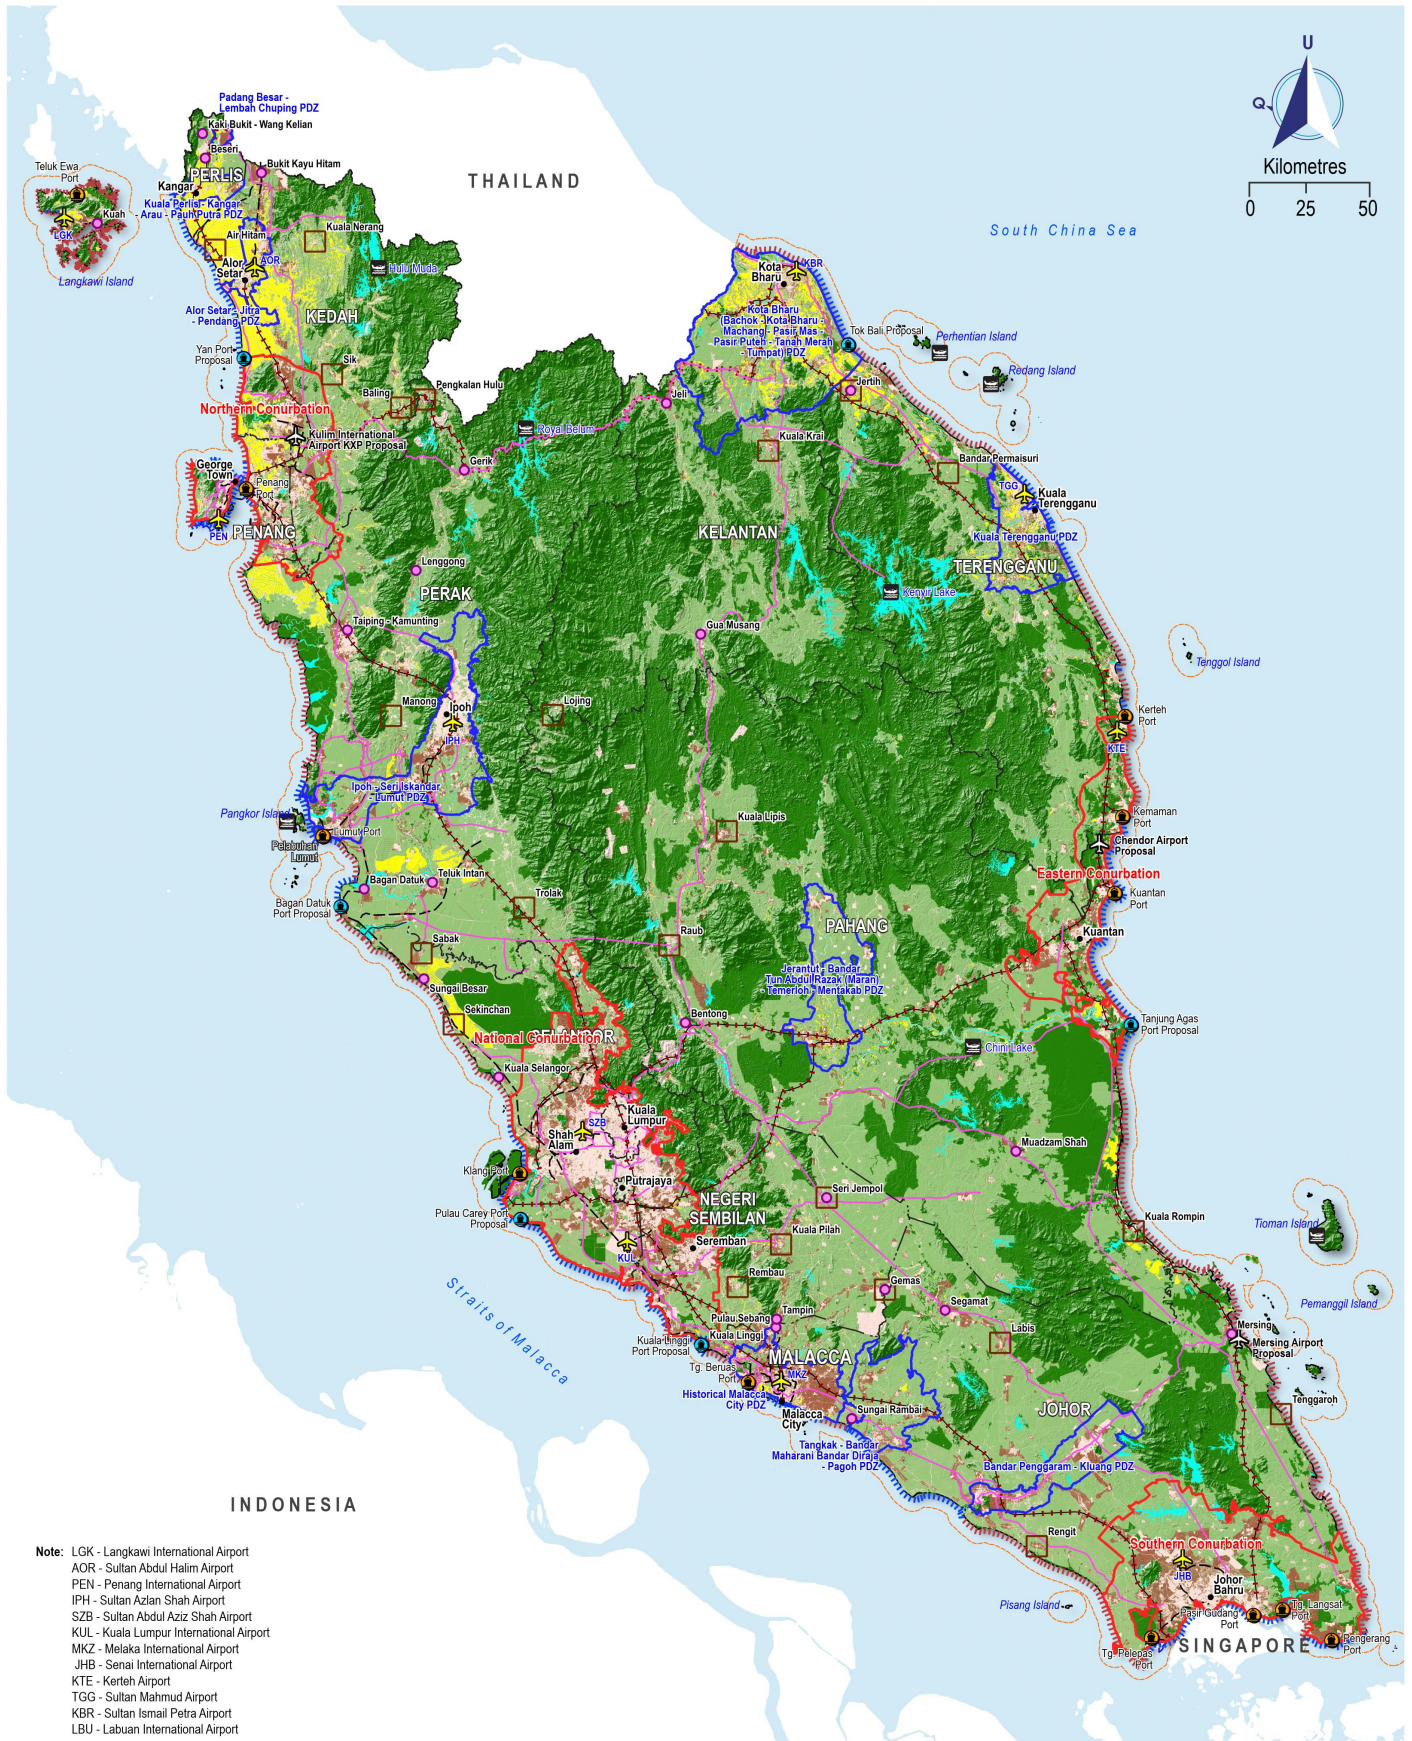 U
Q
Kilometres
0 25 50
Padang Besar -
Lembah Chuping PDZ
Kaki Bukit - Wang Kelian
Beseri
Bukit Kayu Hitam
PERLIS
Teluk Ewa
Port
Kangar
Kuah
LGK
Langkawi Island
Kuala Perlis - Kangar
- Arau - Pauh Putra PDZ
Air Hitam
Kuala Nerang
Alor
Setar
AOR
Hulu Muda
THAILAND
South China Sea
KEDAH
Alor Setar - Jitra
- Pendang PDZ
Yan Port
Proposal
Sik
Baling
Pengkalan Hulu
Northern Conurbation
Kulim International
Airport KXP Proposal
Royal Belum
Gerik
Jeli
George
Town
Penang
Port
PEN
PENANG
Kota
Bharu
KBR
Kota Bharu
(Bachok - Kota Bharu -
Machang - Pasir Mas -
Pasir Puteh - Tanah Merah
- Tumpat) PDZ
Tok Bali Proposal
Perhentian Island
Redang Island
Jertih
Kuala Krai
Bandar Permaisuri
TGG
Kuala
Terengganu
Kuala Terengganu PDZ
KELANTAN
TERENGGANU
Kenyir Lake
Lenggong
PERAK
Taiping - Kamunting
Gua Musang
Tenggol Island
Manong
Ipoh
IPH
Lojing
Kerteh
Port
KTE
Ipoh - Seri Iskandar
- Lumut PDZ
Pangkor Island
Lumut Port
Pelabuhan
Lumut
Kuala Lipis
Kemaman
Port
Chendor Airport
Proposal
Eastern Conurbation
Kuantan
Port
Kuantan
Bagan Datuk
Teluk Intan
Bagan Datuk
Port Proposal
Trolak
Sabak
Raub
PAHANG
Jerantut - Bandar
Tun Abdul Razak (Maran)
- Temerloh - Mentakab PDZ
Sungai Besar
Sekinchan
SELANGOR
National Conurbation
Bentong
Tanjung Agas
Port Proposal
Chini Lake
Kuala Selangor
Kuala
Lumpur
SZB
Shah
Alam
Klang Port
Putrajaya
Muadzam Shah
Pulau Carey Port
Proposal
NEGERI
SEMBILAN
Seri Jempol
Kuala Rompin
Tioman Island
KUL
Seremban
Kuala Pilah
Rembau
Gemas
Segamat
Pemanggil Island
Straits of Malacca
Pulau Sebang
Tampin
Labis
Kuala Linggi
Kuala Linggi
Port Proposal
Mersing
Mersing Airport
Proposal
MALACCA
Tg. Beruas
Port
MKZ
Historical Malacca
City PDZ
Malacca
City
Sungai Rambai
JOHOR
Tenggaroh
Tangkak - Bandar
Maharani Bandar Diraja
- Pagoh PDZ
Bandar Penggaram - Kluang PDZ
INDONESIA
Rengit
Southern Conurbation
JHB
Johor
Bahru
Pisang Island
Pasir Gudang
Port
Tg. Langsat
Port
SINGAPORE
Pengerang
Port
Tg. Pelepas
Port
Note: LGK - Langkawi International Airport
AOR - Sultan Abdul Halim Airport
PEN - Penang International Airport
IPH - Sultan Azlan Shah Airport
SZB - Sultan Abdul Aziz Shah Airport
KUL - Kuala Lumpur International Airport
MKZ - Melaka International Airport
JHB - Senai International Airport
KTE - Kerteh Airport
TGG - Sultan Mahmud Airport
KBR - Sultan Ismail Petra Airport
LBU - Labuan International Airport